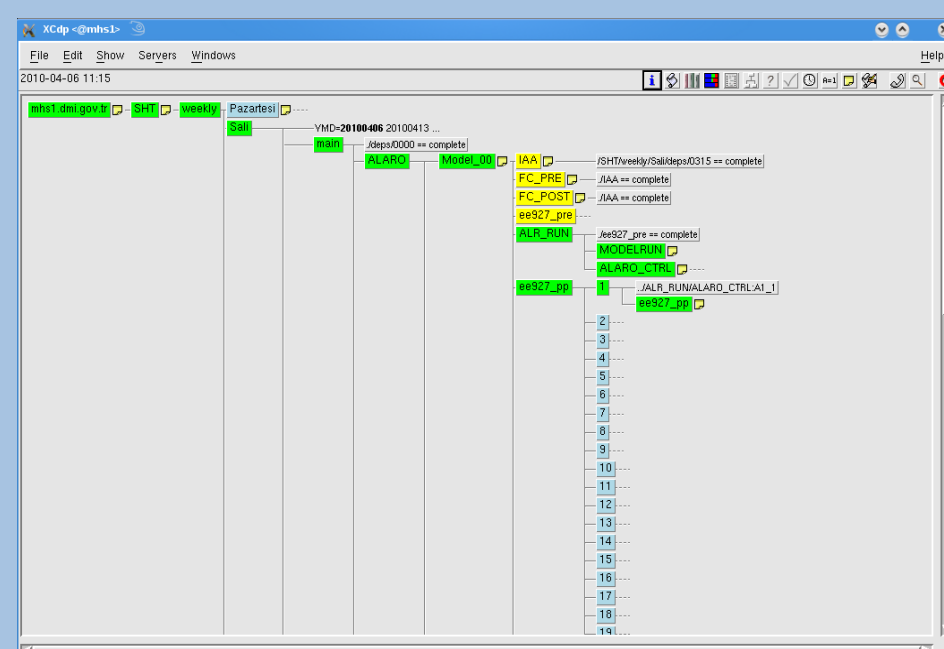 XCdp <@mhs1>
File Edit Show Servers Windows Help
2010-04-06 11:15
mhs1.dmi.gov.tr SHT weekly Pazartesi
Sali YMD=20100406 20100413 ...
main ./deps/0000 == complete
ALARO Model_00 IAA /SHT/weekly/Sali/deps/0315 == complete
FC_PRE ./IAA == complete
FC_POST ./IAA == complete
ee927_pre
ALR_RUN ./ee927_pre == complete
MODELRUN
ALARO_CTRL
ee927_pp 1 ../ALR_RUN/ALARO_CTRL:A1_1
ee927_pp
2
3
4
5
6
7
8
9
10
11
12
13
14
15
16
17
18
19